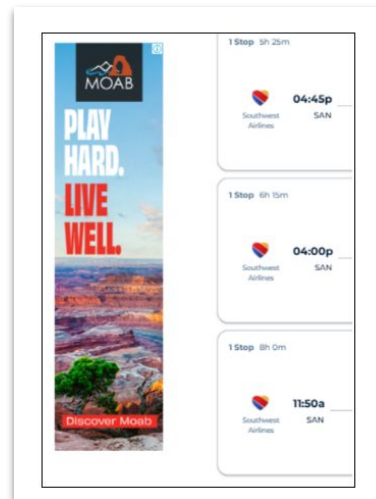 MOAB
PLAY
HARD.
LIVE
WELL.
Discover Moab
1 Stop 5h 25m
04:45p
Southwest
Airlines
SAN
1 Stop 6h 15m
04:00p
Southwest
Airlines
SAN
1 Stop 8h 0m
11:50a
Southwest
Airlines
SAN